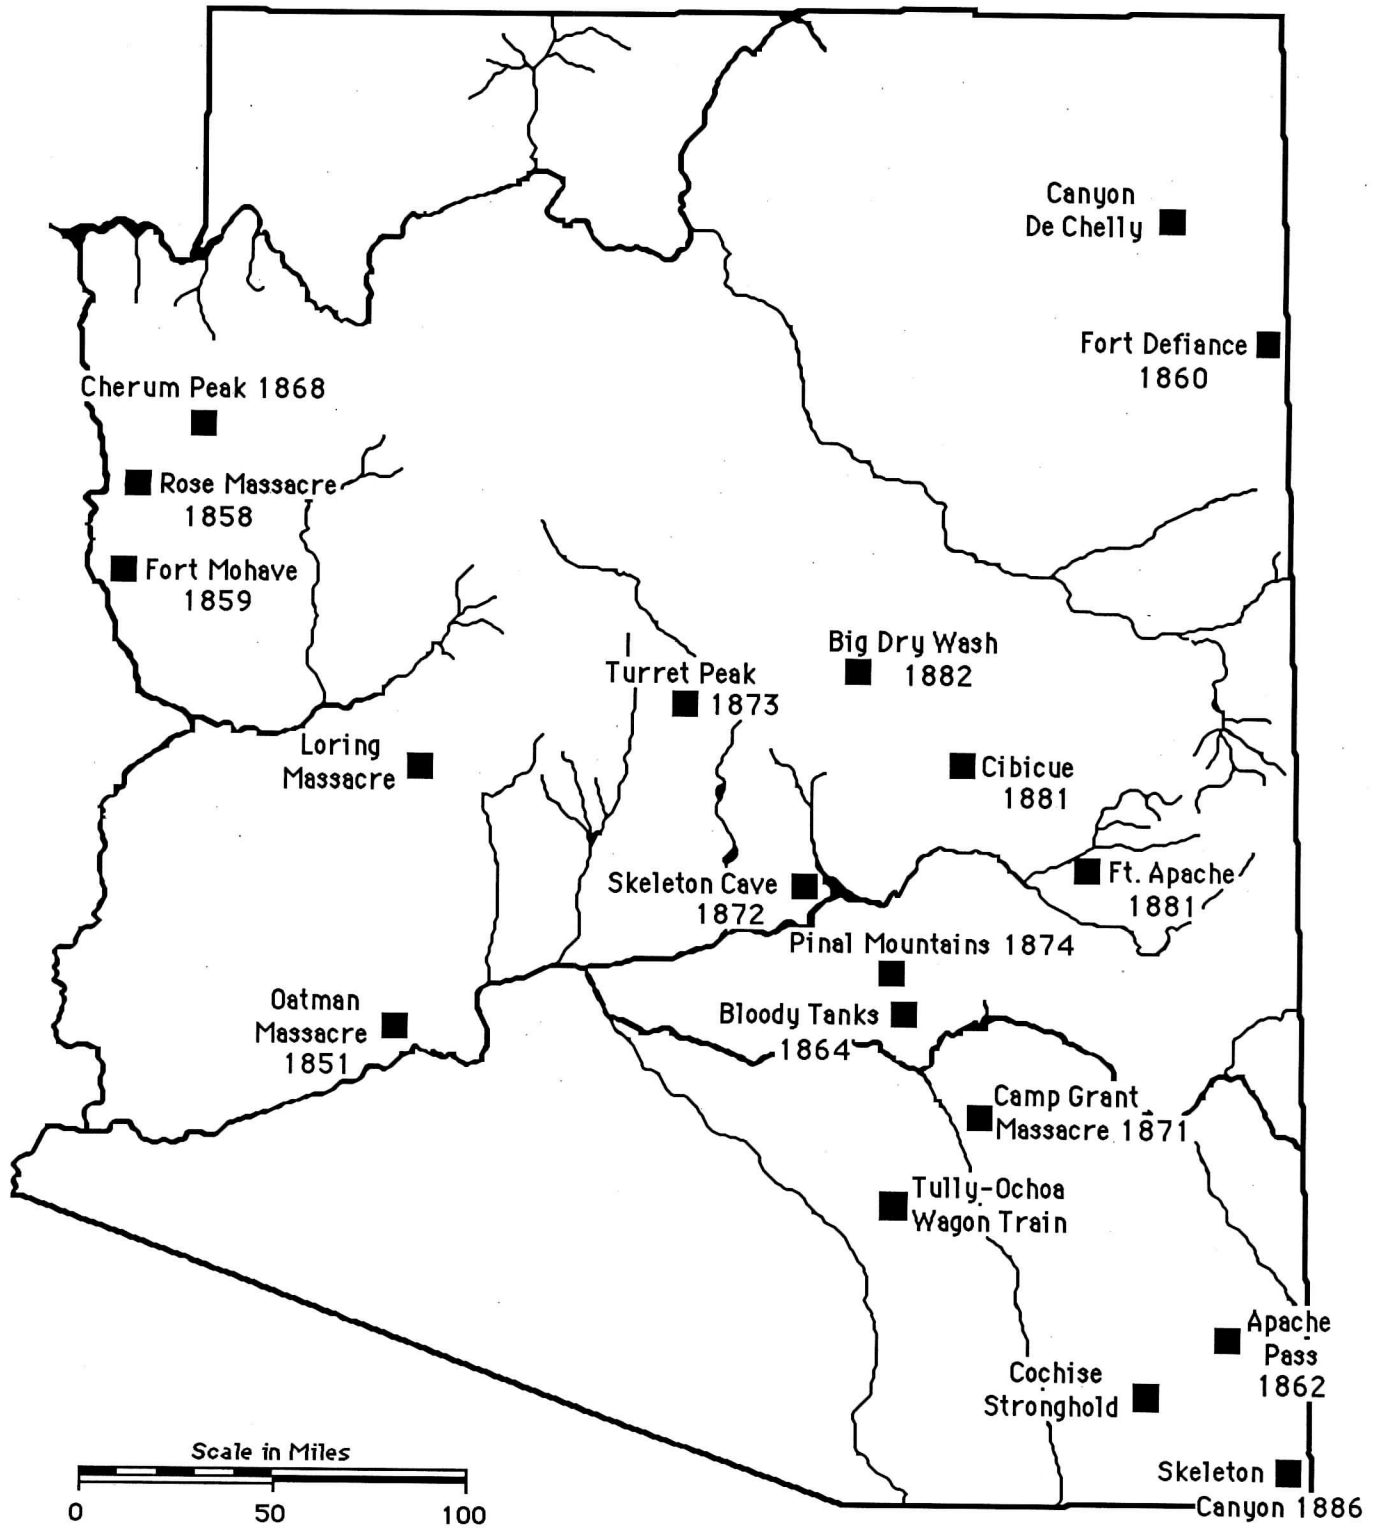 Canyon
De Chelly
Fort Defiance
1860
Cherum Peak 1868
Rose Massacre
1858
Fort Mohave
1859
Big Dry Wash
1882
Turret Peak
1873
Loring
Massacre
Cibicue
1881
Ft. Apache
1881
Skeleton Cave
1872
Pinal Mountains 1874
Oatman
Massacre
1851
Bloody Tanks
1864
Camp Grant
Massacre 1871
Tully-Ochoa
Wagon Train
Apache
Pass
1862
Cochise
Stronghold
Skeleton
Canyon 1886
Scale in Miles
0 50 100